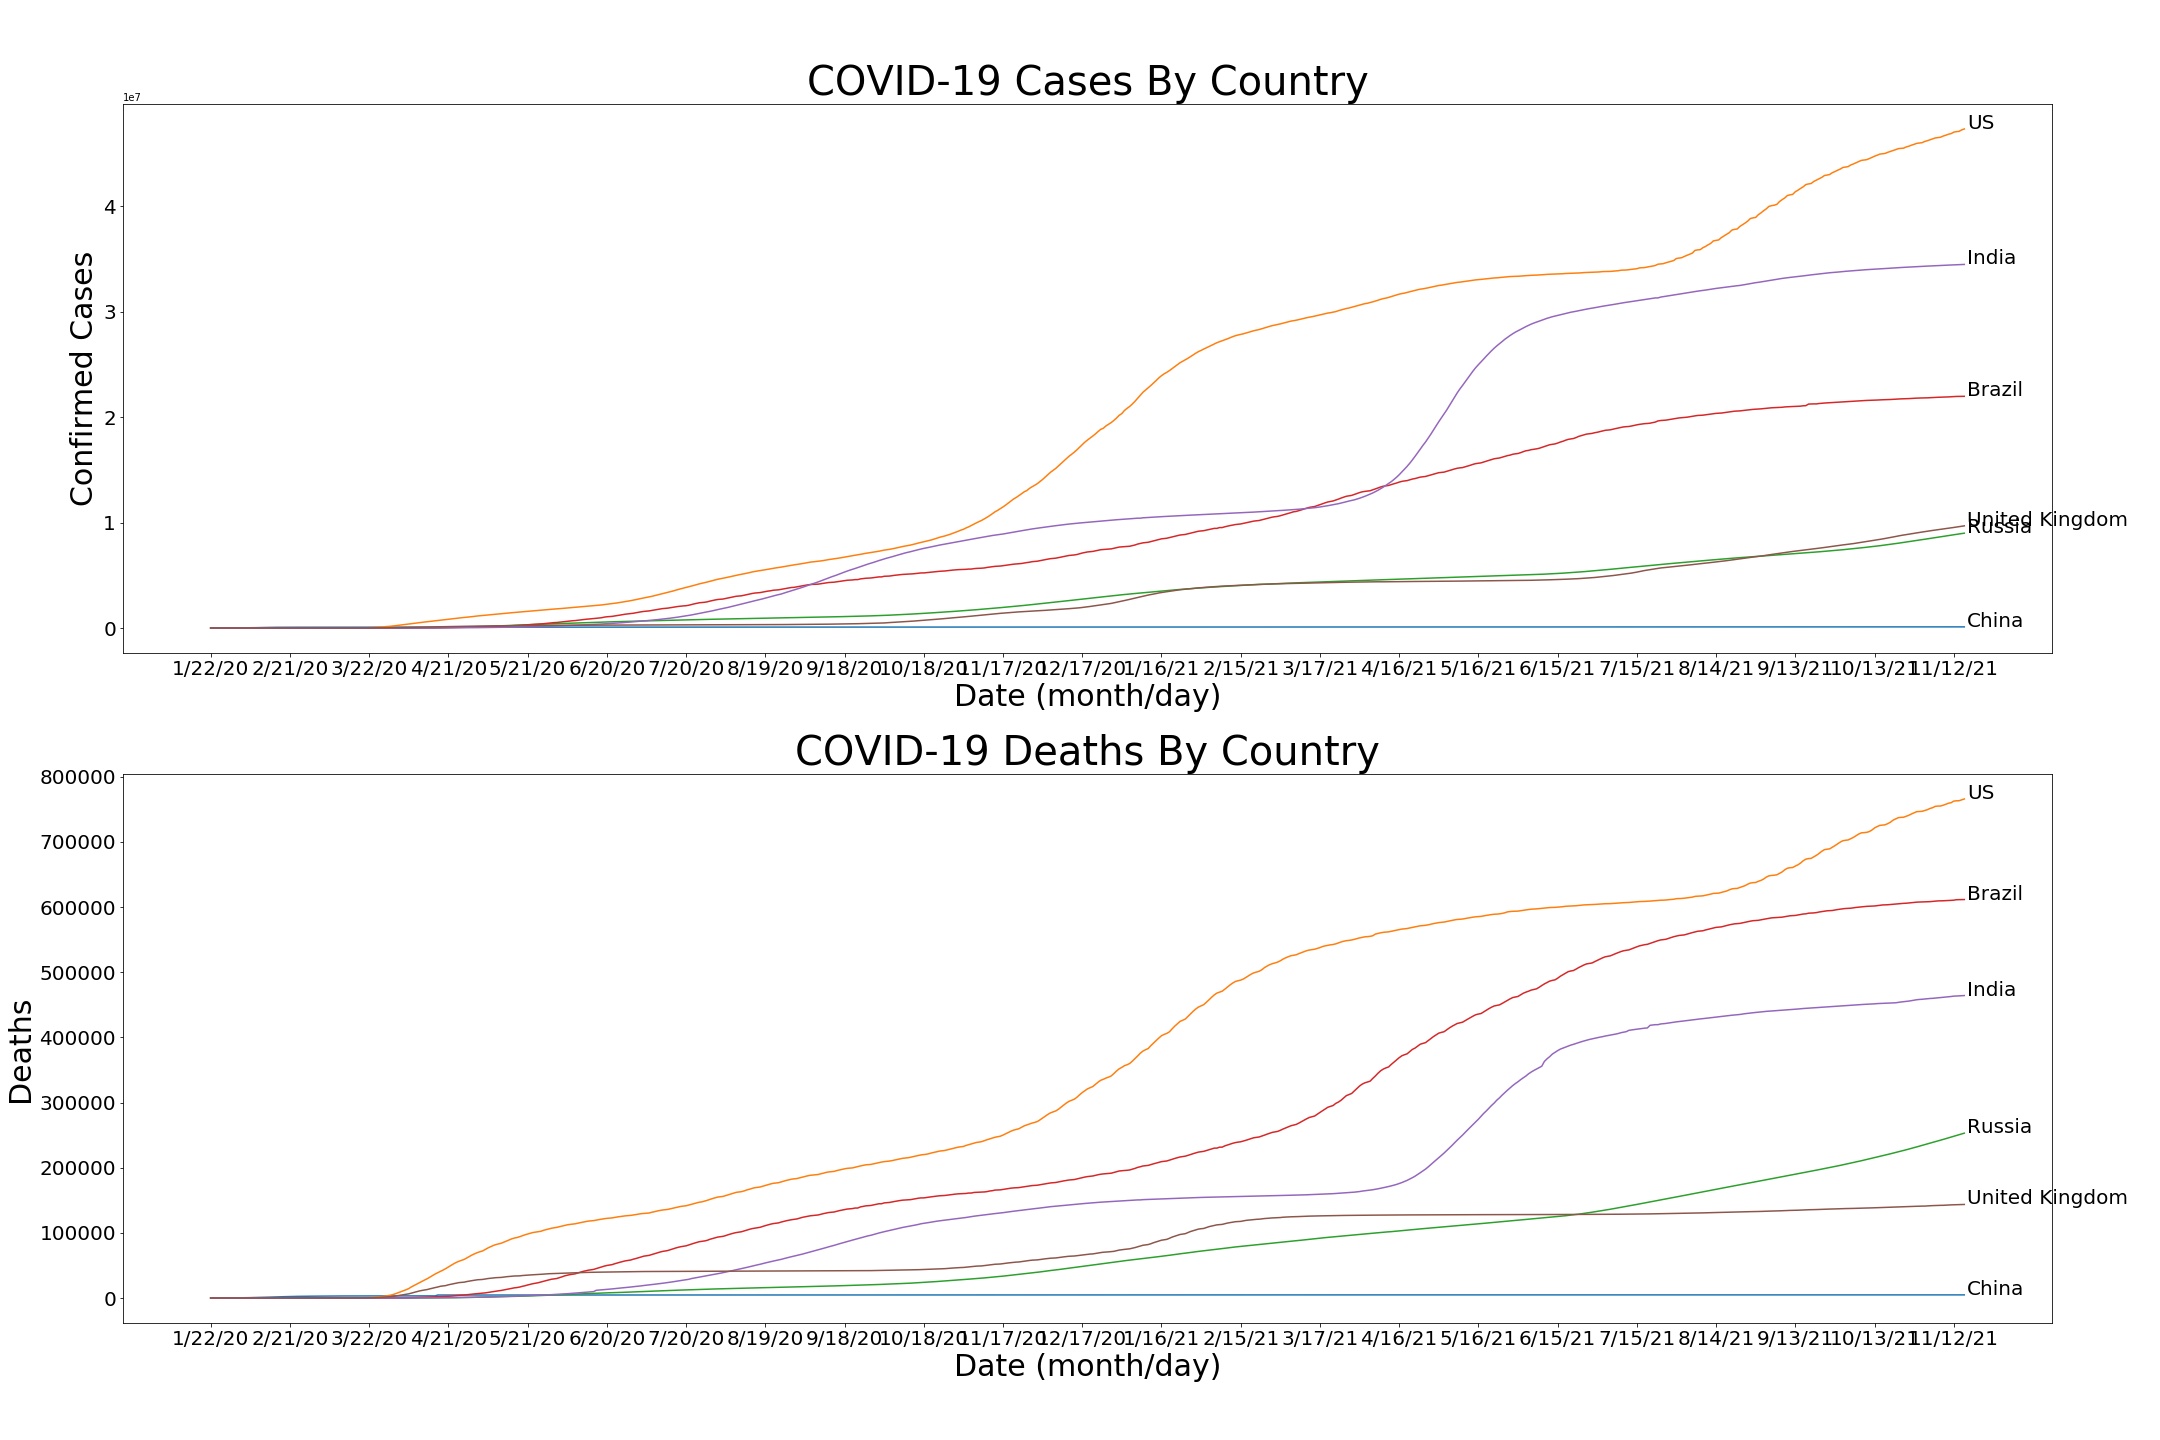 COVID-19 Cases By Country
1e7
Confirmed Cases
4
3
2
1
0
US
India
Brazil
United Kingdom
Russia
China
1/22/20 2/21/20 3/22/20 4/21/20 5/21/20 6/20/20 7/20/20 8/19/20 9/18/20 10/18/20 11/17/20 12/17/20 1/16/21 2/15/21 3/17/21 4/16/21 5/16/21 6/15/21 7/15/21 8/14/21 9/13/21 10/13/21 11/12/21
Date (month/day)
COVID-19 Deaths By Country
Deaths
800000
700000
600000
500000
400000
300000
200000
100000
0
US
Brazil
India
Russia
United Kingdom
China
1/22/20 2/21/20 3/22/20 4/21/20 5/21/20 6/20/20 7/20/20 8/19/20 9/18/20 10/18/20 11/17/20 12/17/20 1/16/21 2/15/21 3/17/21 4/16/21 5/16/21 6/15/21 7/15/21 8/14/21 9/13/21 10/13/21 11/12/21
Date (month/day)